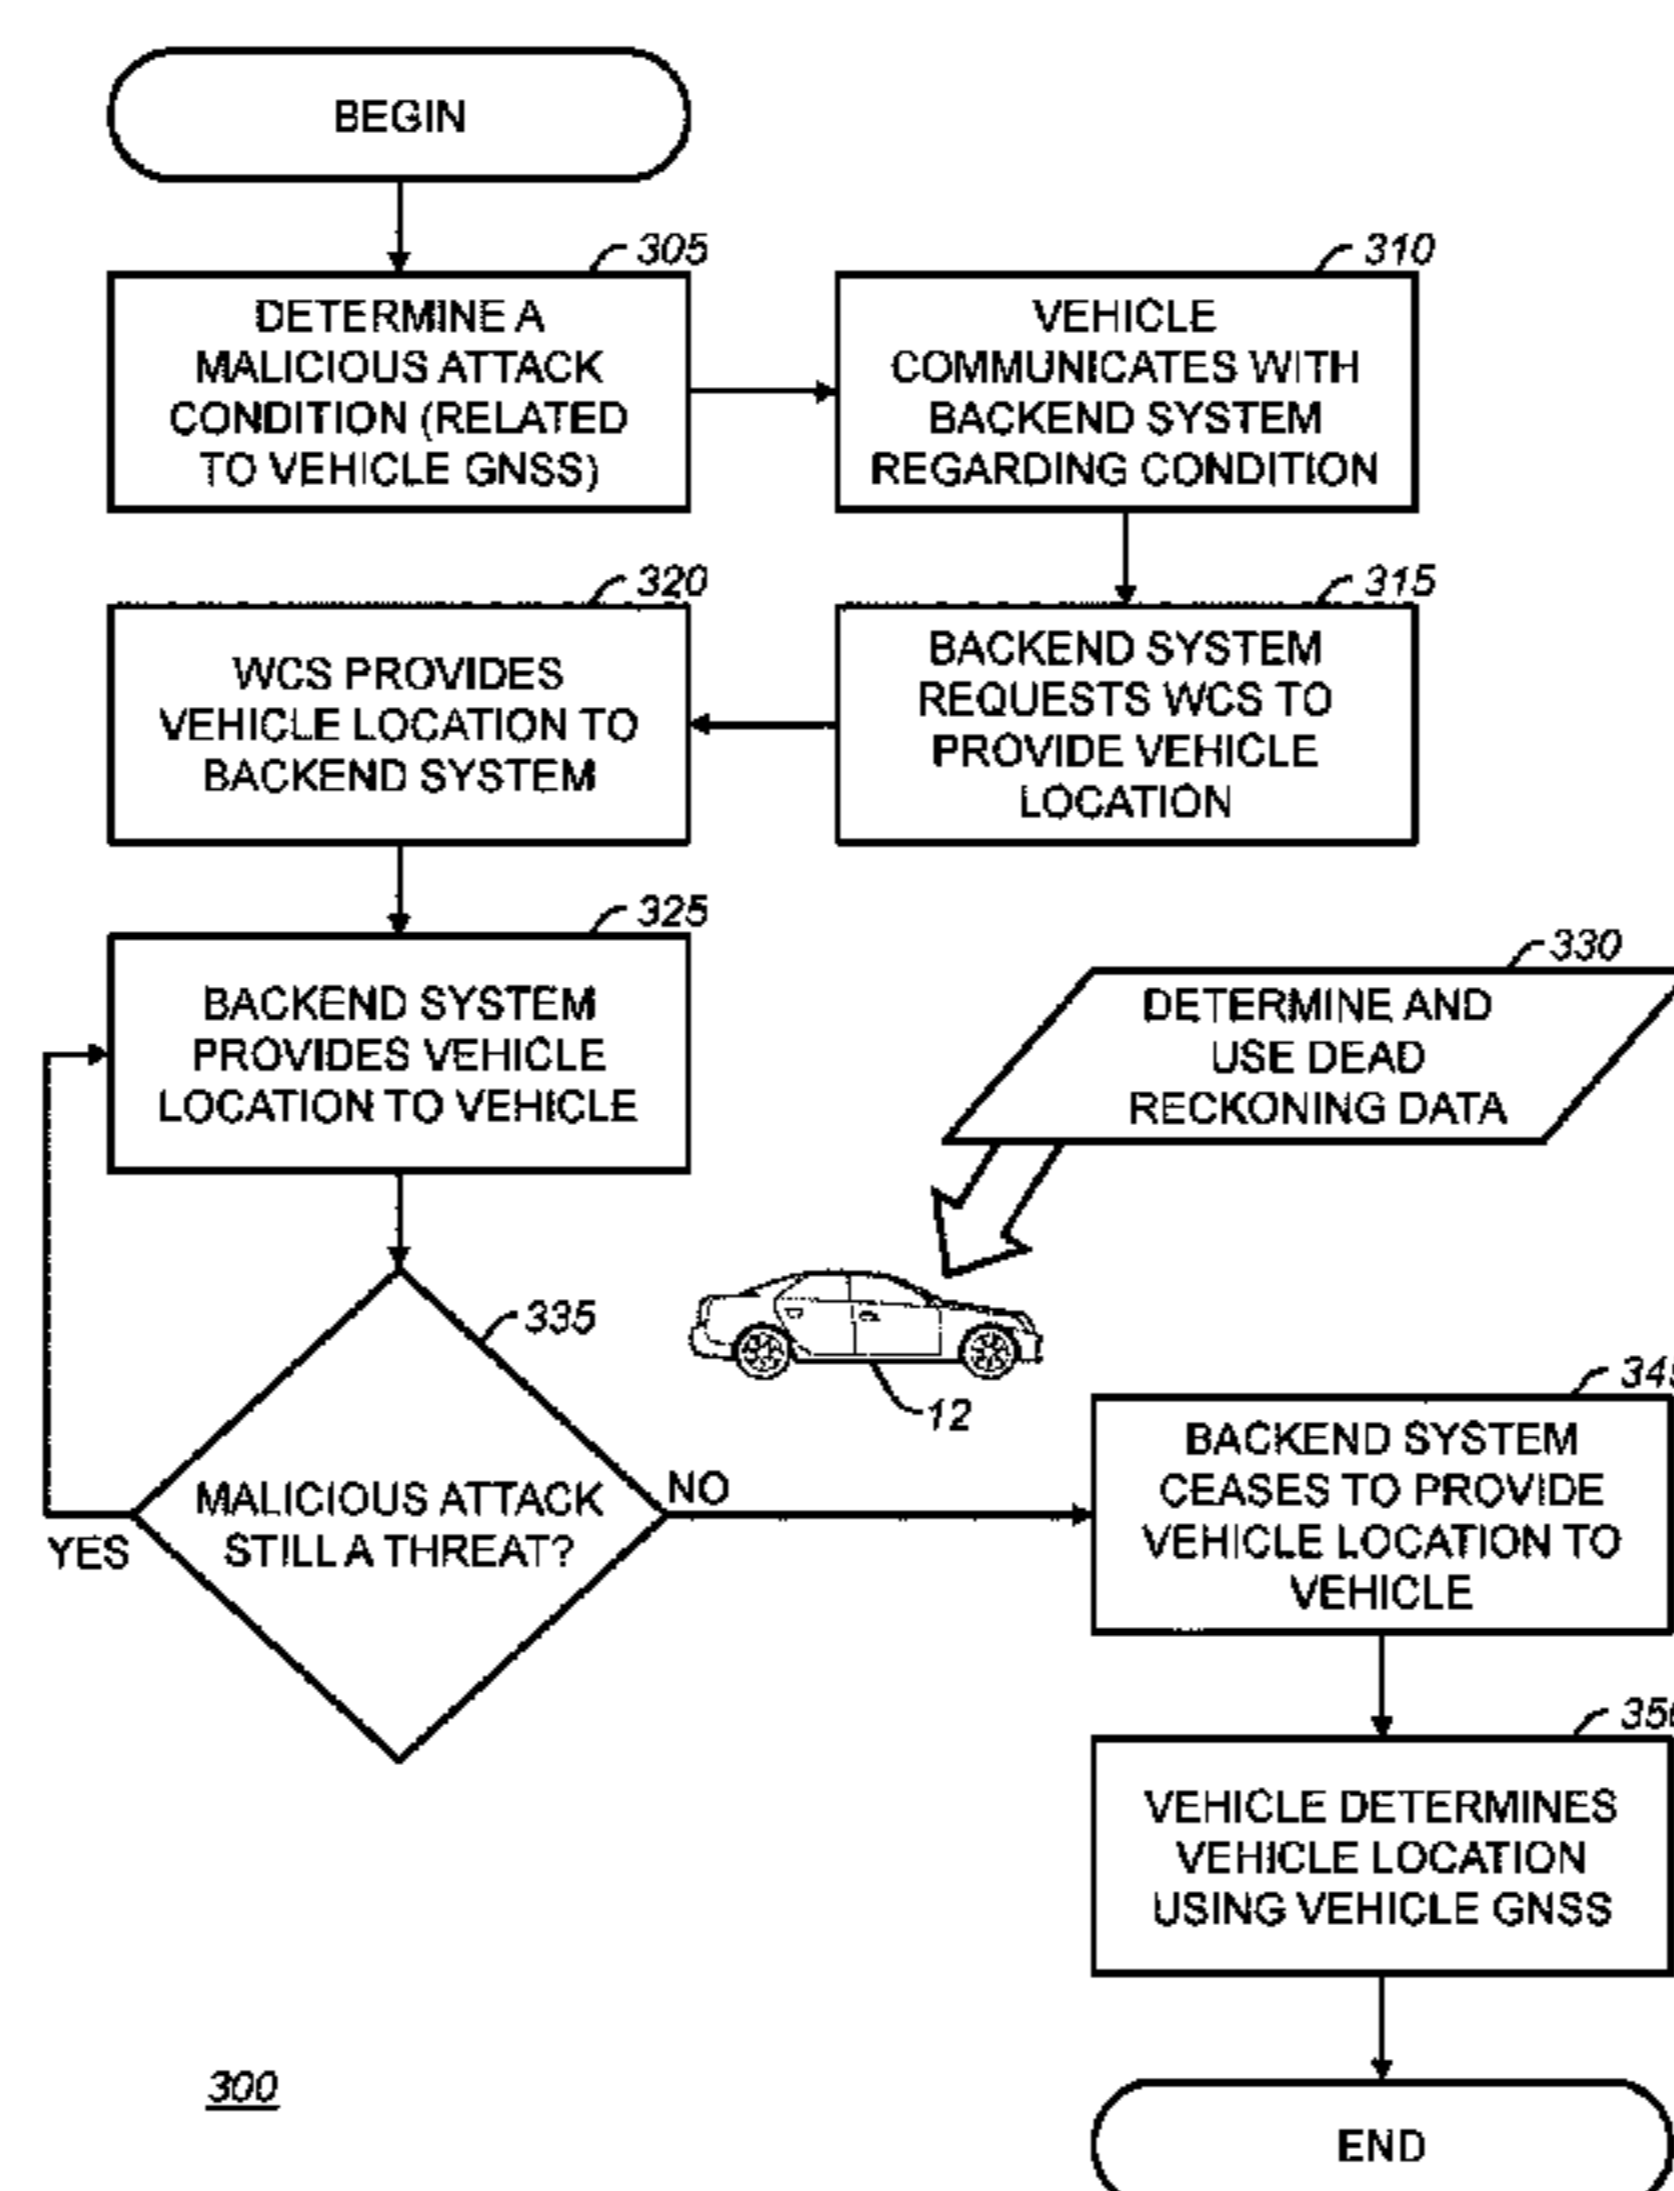 BEGIN
305
DETERMINE A
MALICIOUS ATTACK
CONDITION (RELATED
TO VEHICLE GNSS)
310
VEHICLE
COMMUNICATES WITH
BACKEND SYSTEM
REGARDING CONDITION
315
BACKEND SYSTEM
REQUESTS WCS TO
PROVIDE VEHICLE
LOCATION
320
WCS PROVIDES
VEHICLE LOCATION TO
BACKEND SYSTEM
325
BACKEND SYSTEM
PROVIDES VEHICLE
LOCATION TO VEHICLE
330
DETERMINE AND
USE DEAD
RECKONING DATA
12
335
MALICIOUS ATTACK
STILL A THREAT?
YES
NO
BACKEND SYSTEM
CEASES TO PROVIDE
VEHICLE LOCATION TO
VEHICLE
VEHICLE DETERMINES
VEHICLE LOCATION
USING VEHICLE GNSS
END
300